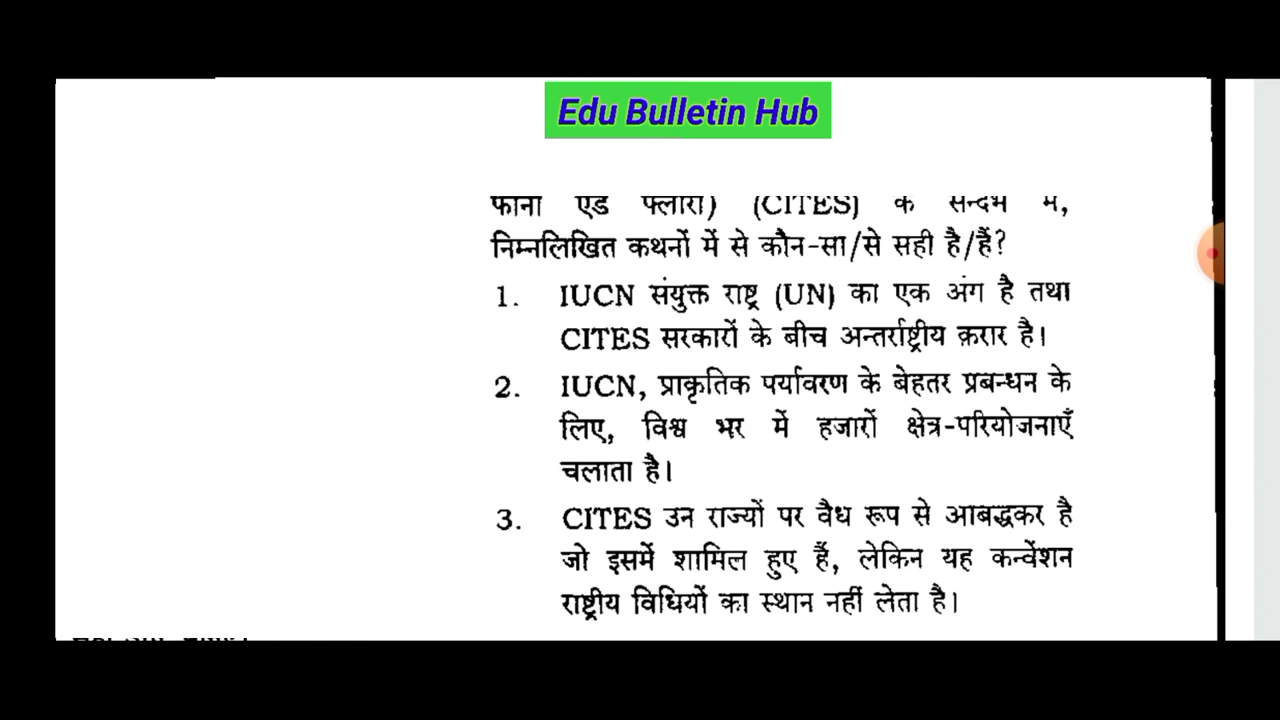 Edu Bulletin Hub
फौना एंड फ्लोरा) (CITES) के सन्दर्भ में,
निम्नलिखित कथनों में से कौन-सा/से सही है/हैं?
1. IUCN संयुक्त राष्ट्र (UN) का एक अंग है तथा
CITES सरकारों के बीच अन्तर्राष्ट्रीय क़रार है।
2. IUCN, प्राकृतिक पर्यावरण के बेहतर प्रबन्धन के
लिए, विश्व भर में हजारों क्षेत्र-परियोजनाएँ
चलाता है।
3. CITES उन राज्यों पर वैध रूप से आबद्धकर है
जो इसमें शामिल हुए हैं, लेकिन यह कन्वेंशन
राष्ट्रीय विधियों का स्थान नहीं लेता है।